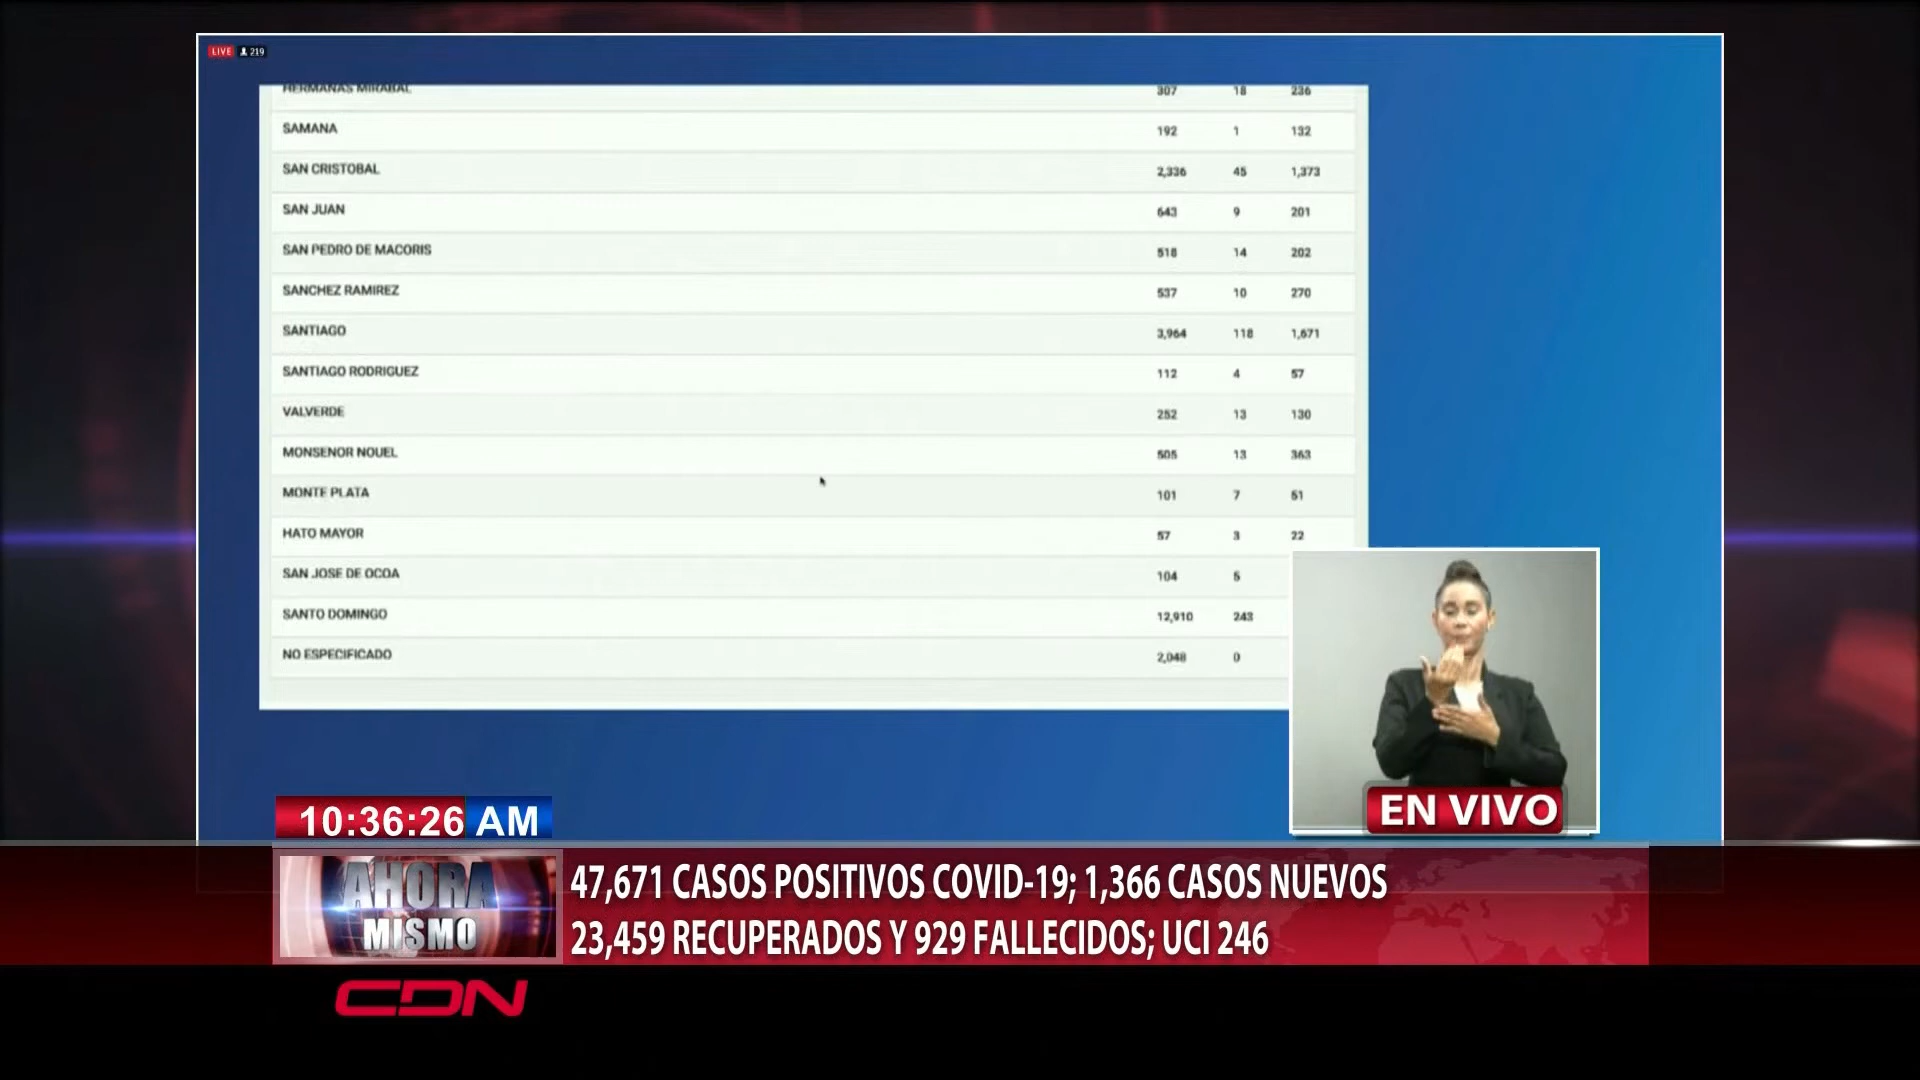 LIVE 219
HERMANAS MIRABAL 307 18 236
SAMANA 192 1 132
SAN CRISTOBAL 2,336 45 1,373
SAN JUAN 643 9 201
SAN PEDRO DE MACORIS 518 14 202
SANCHEZ RAMIREZ 537 10 270
SANTIAGO 3,964 118 1,671
SANTIAGO RODRIGUEZ 112 4 57
VALVERDE 252 13 130
MONSENOR NOUEL 505 13 363
MONTE PLATA 101 7 51
HATO MAYOR 57 3 22
SAN JOSE DE OCOA 104 5
SANTO DOMINGO 12,910 243
NO ESPECIFICADO 2,048 0
EN VIVO
10:36:26 AM
AHORA
MISMO
47,671 CASOS POSITIVOS COVID-19; 1,366 CASOS NUEVOS
23,459 RECUPERADOS Y 929 FALLECIDOS; UCI 246
CDN